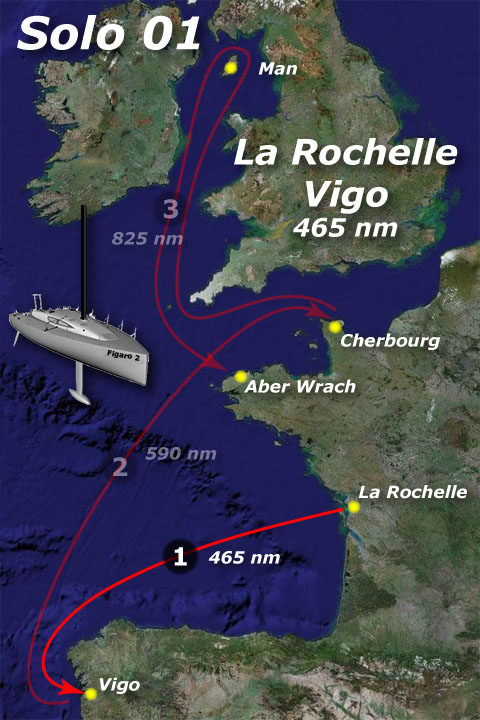 Solo 01
Man
La Rochelle
Vigo
465 nm
3
825 nm
Figaro 2
Cherbourg
Aber Wrach
590 nm
2
La Rochelle
1
465 nm
Vigo